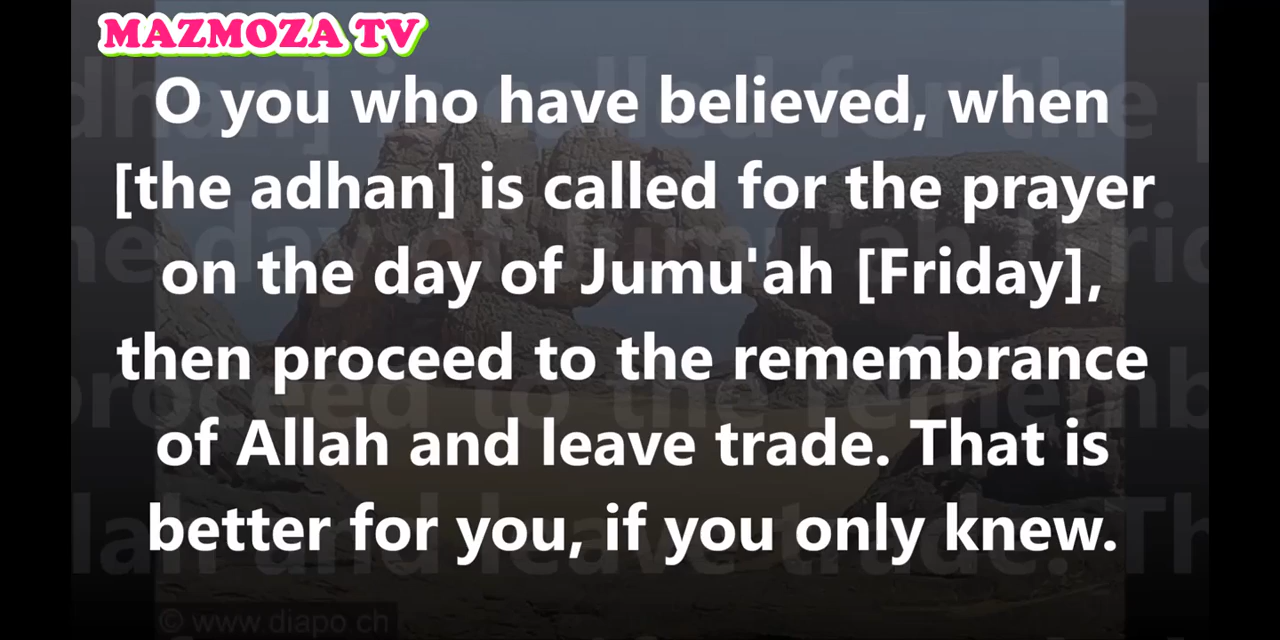 MAZMOZA TV
O you who have believed, when
[the adhan] is called for the prayer
on the day of Jumu'ah [Friday],
then proceed to the remembrance
of Allah and leave trade. That is
better for you, if you only knew.
© www diapo ch